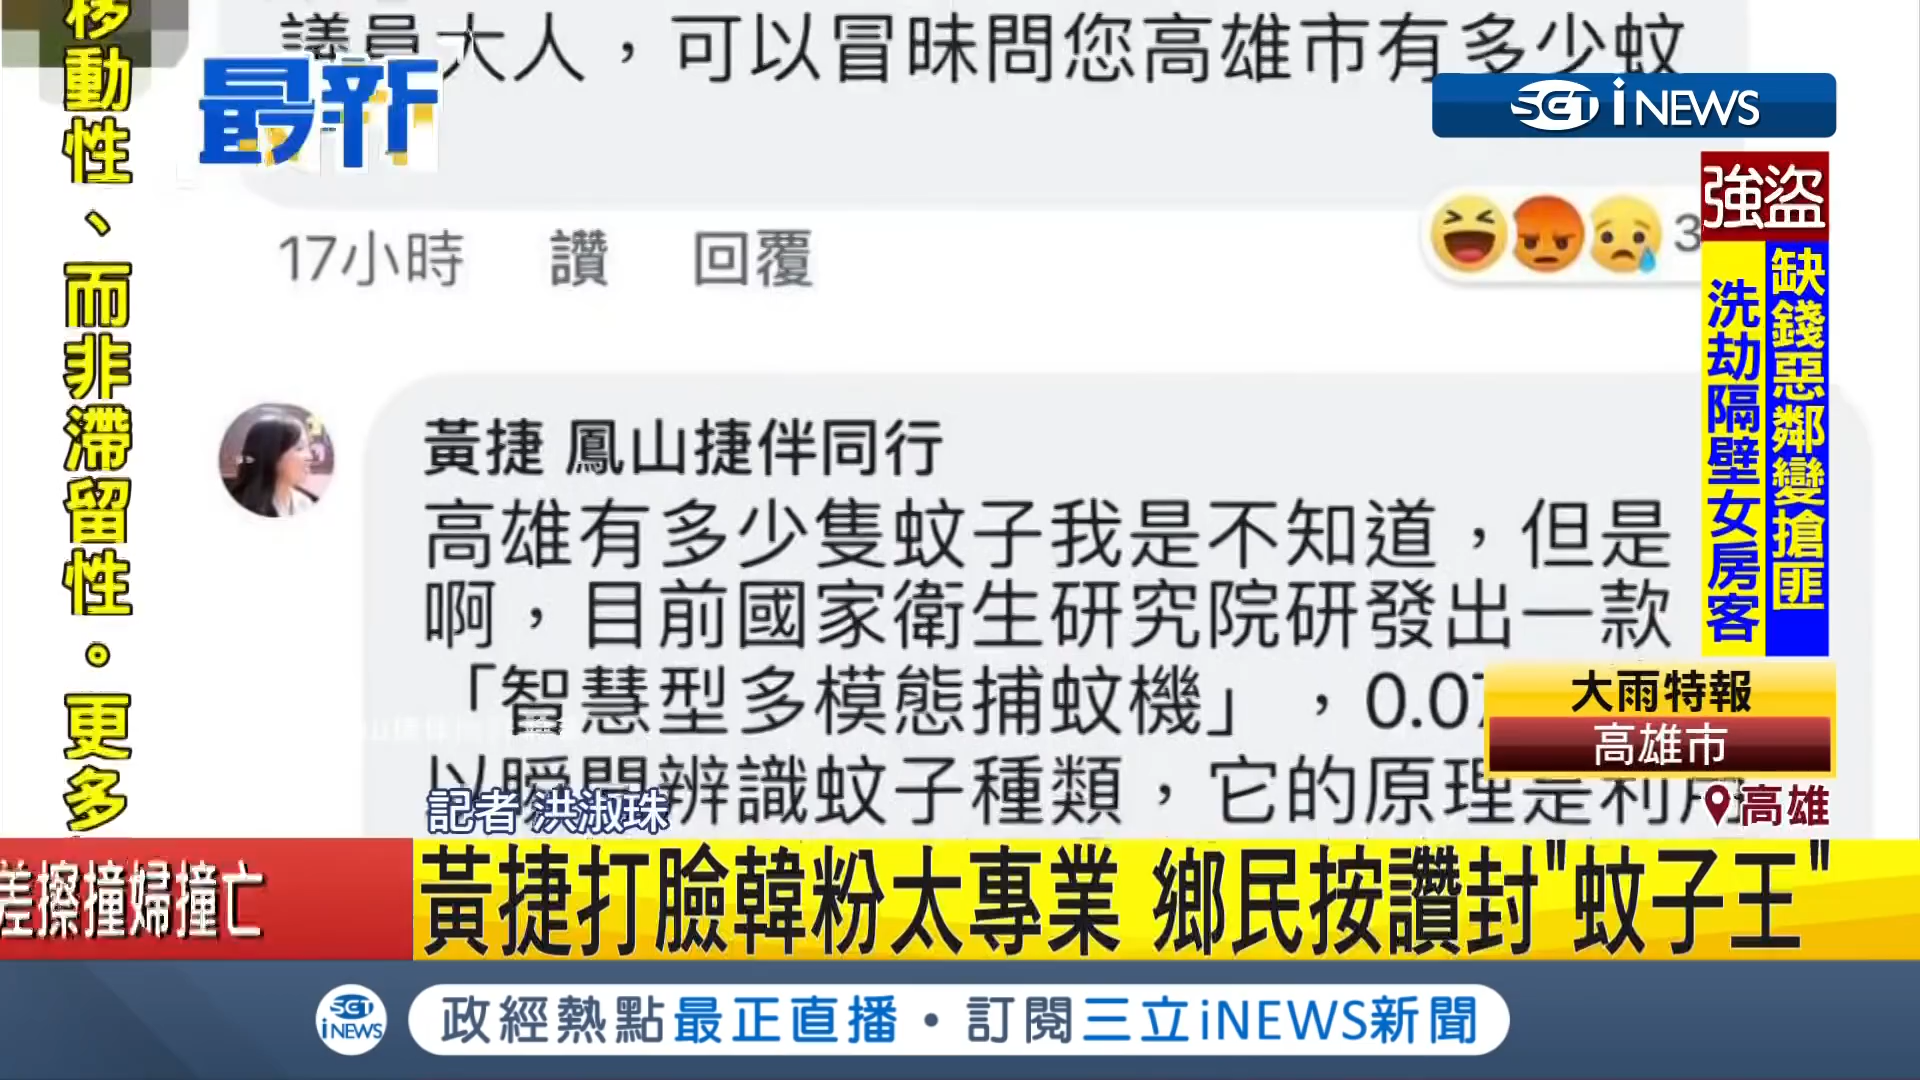 移動性、而非滯留性。更多
議員大人，可以冒昧問您高雄市有多少蚊
最新
SET iNEWS
17小時 讚 回覆
3
強盜
缺錢惡鄰變搶匪
洗劫隔壁女房客
黃捷 鳳山捷伴同行
高雄有多少隻蚊子我是不知道，但是
啊，目前國家衛生研究院研發出一款
「智慧型多模態捕蚊機」，0.07
以瞬間辨識蚊子種類，它的原理是利用
大雨特報
高雄市
高雄
記者 洪淑珠
差擦撞婦撞亡
黃捷打臉韓粉太專業 鄉民按讚封"蚊子王"
SET iNEWS
政經熱點最正直播・訂閱三立iNEWS新聞